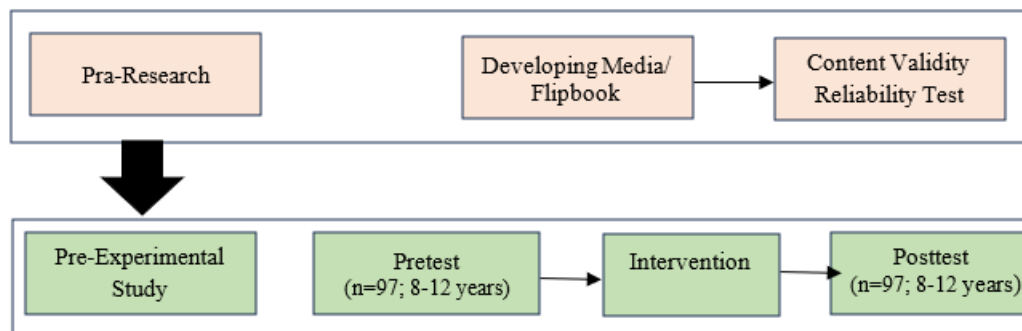 Pra-Research
Developing Media/
Flipbook
Content Validity
Reliability Test
Pre-Experimental
Study
Pretest
(n=97; 8-12 years)
Intervention
Posttest
(n=97; 8-12 years)